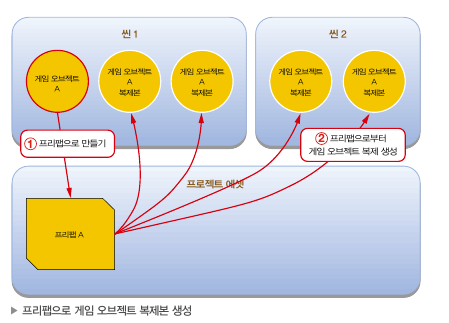 씬 1
씬 2
게임 오브젝트
A
게임 오브젝트
A
복제본
게임 오브젝트
A
복제본
게임 오브젝트
A
복제본
게임 오브젝트
A
복제본
① 프리팹으로 만들기
② 프리팹으로부터
게임 오브젝트 복제 생성
프로젝트 에셋
프리팹 A
▶ 프리팹으로 게임 오브젝트 복제본 생성